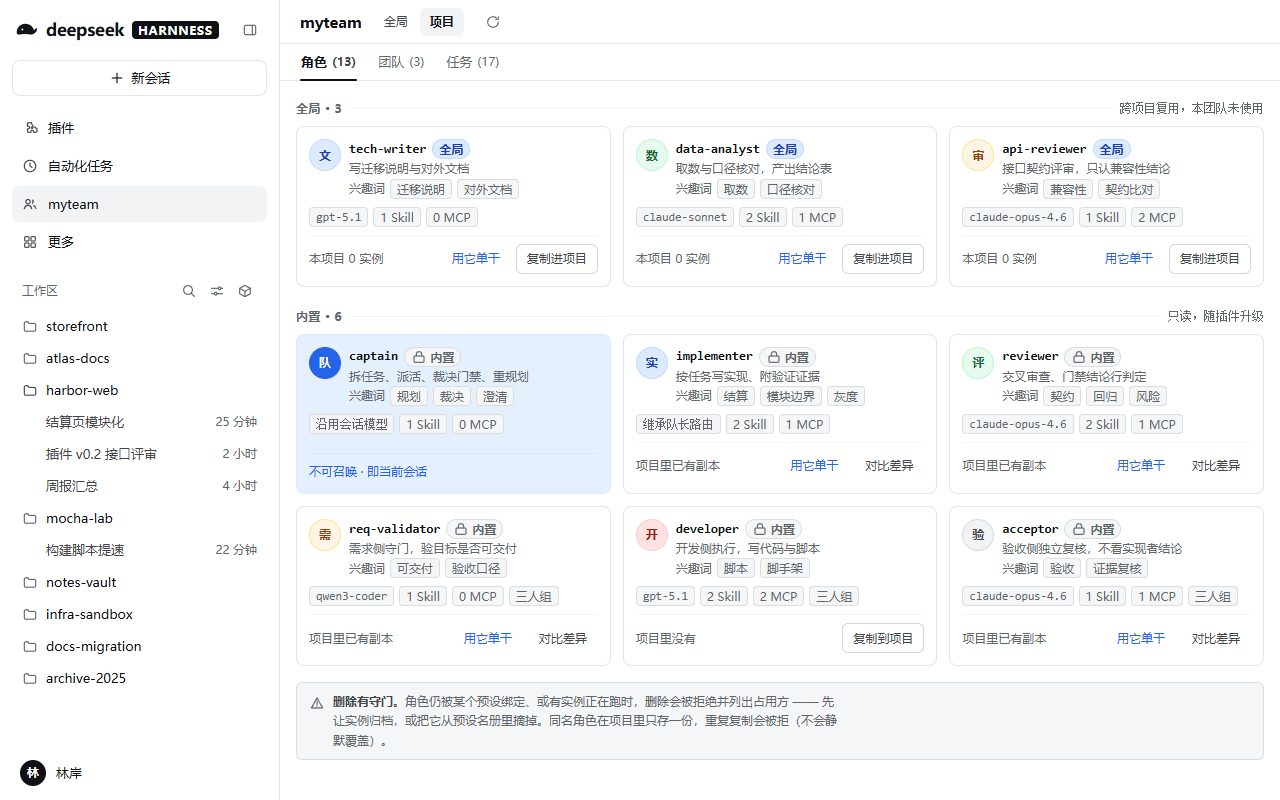 deepseek HARNNESS
新会话
插件
自动化任务
myteam
更多
工作区
storefront
atlas-docs
harbor-web
结算页模块化 25 分钟
插件 v0.2 接口评审 2 小时
周报汇总 4 小时
mocha-lab
构建脚本提速 22 分钟
notes-vault
infra-sandbox
docs-migration
archive-2025
林 林岸
myteam 全局 项目
角色 (13) 团队 (3) 任务 (17)
全局 • 3 跨项目复用，本团队未使用
文 tech-writer 全局
写迁移说明与对外文档
兴趣词 迁移说明 对外文档
gpt-5.1 1 Skill 0 MCP
本项目 0 实例 用它单干 复制进项目
数 data-analyst 全局
取数与口径核对，产出结论表
兴趣词 取数 口径核对
claude-sonnet 2 Skill 1 MCP
本项目 0 实例 用它单干 复制进项目
审 api-reviewer 全局
接口契约评审，只认兼容性结论
兴趣词 兼容性 契约比对
claude-opus-4.6 1 Skill 2 MCP
本项目 0 实例 用它单干 复制进项目
内置 • 6 只读，随插件升级
队 captain 内置
拆任务、派活、裁决门禁、重规划
兴趣词 规划 裁决 澄清
沿用会话模型 1 Skill 0 MCP
不可召唤 · 即当前会话
实 implementer 内置
按任务写实现、附验证证据
兴趣词 结算 模块边界 灰度
继承队长路由 2 Skill 1 MCP
项目里已有副本 用它单干 对比差异
评 reviewer 内置
交叉审查、门禁结论行判定
兴趣词 契约 回归 风险
claude-opus-4.6 2 Skill 1 MCP
项目里已有副本 用它单干 对比差异
需 req-validator 内置
需求侧守门，验目标是否可交付
兴趣词 可交付 验收口径
qwen3-coder 1 Skill 0 MCP 三人组
项目里已有副本 用它单干 对比差异
开 developer 内置
开发侧执行，写代码与脚本
兴趣词 脚本 脚手架
gpt-5.1 2 Skill 2 MCP 三人组
项目里没有 复制到项目
验 acceptor 内置
验收侧独立复核，不看实现者结论
兴趣词 验收 证据复核
claude-opus-4.6 1 Skill 1 MCP 三人组
项目里已有副本 用它单干 对比差异
删除有守门。角色仍被某个预设绑定、或有实例正在跑时，删除会被拒绝并列出占用方 —— 先
让实例归档，或把它从预设名册里摘掉。同名角色在项目里只存一份，重复复制会被拒（不会静
默覆盖）。